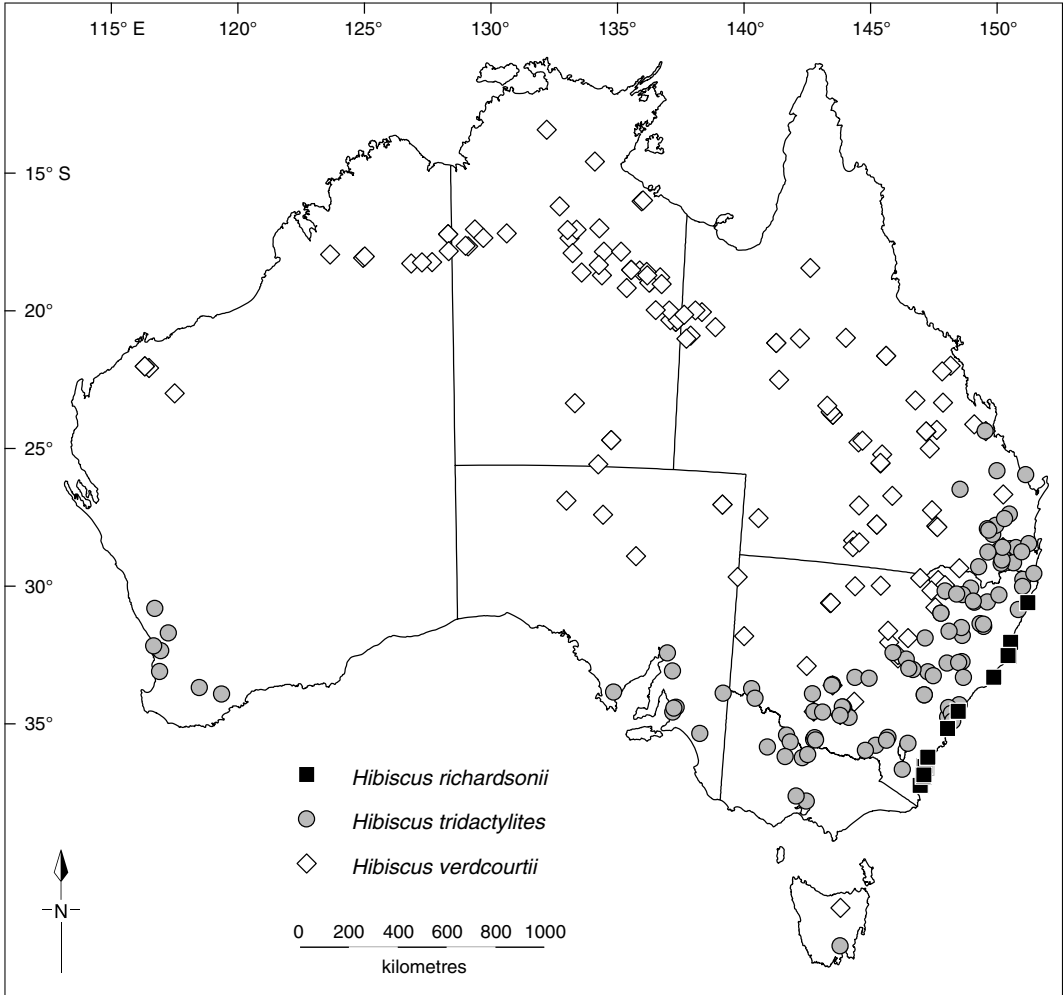 115° E 120° 125° 130° 135° 140° 145° 150°
15° S
20°
25°
30°
35°
Hibiscus richardsonii
Hibiscus tridactylites
Hibiscus verdcourtii
N
0 200 400 600 800 1000
kilometres